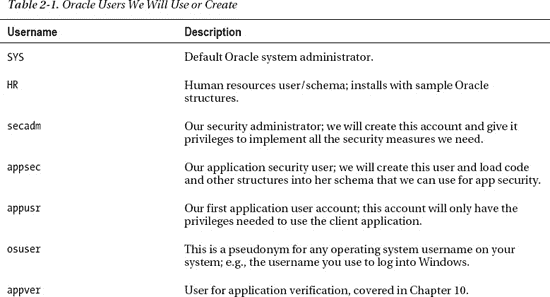 Table 2-1. Oracle Users We Will Use or Create
Username Description
SYS Default Oracle system administrator.
HR Human resources user/schema; installs with sample Oracle
structures.
secadm Our security administrator; we will create this account and give it
privileges to implement all the security measures we need.
appsec Our application security user; we will create this user and load code
and other structures into her schema that we can use for app security.
appusr Our first application user account; this account will only have the
privileges needed to use the client application.
osuser This is a pseudonym for any operating system username on your
system; e.g., the username you use to log into Windows.
appver User for application verification, covered in Chapter 10.